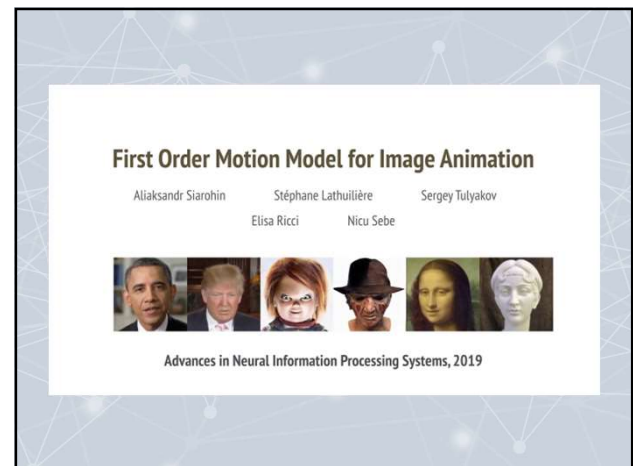 First Order Motion Model for Image Animation
Aliaksandr Siarohin Stéphane Lathuilière Sergey Tulyakov
Elisa Ricci Nicu Sebe
Advances in Neural Information Processing Systems, 2019